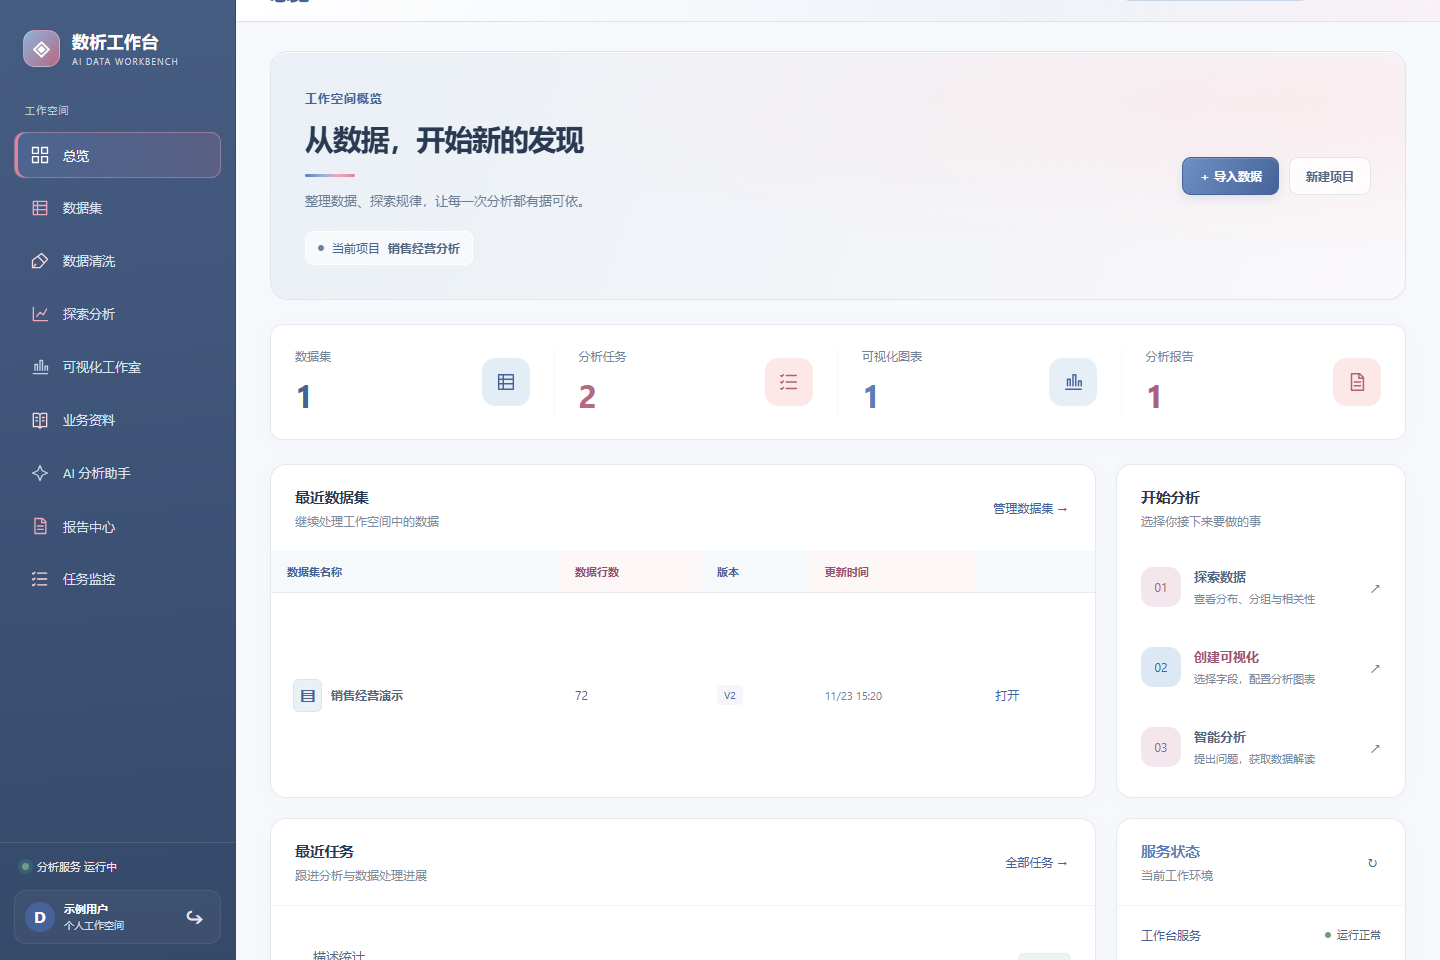 数析工作台
AI DATA WORKBENCH
工作空间
总览
数据集
数据清洗
探索分析
可视化工作室
业务资料
AI 分析助手
报告中心
任务监控
分析服务 运行中
D
示例用户
个人工作空间
工作空间概览
从数据，开始新的发现
整理数据、探索规律，让每一次分析都有据可依。
当前项目 销售经营分析
+ 导入数据
新建项目
数据集
1
分析任务
2
可视化图表
1
分析报告
1
最近数据集
继续处理工作空间中的数据
管理数据集 →
数据集名称 数据行数 版本 更新时间
销售经营演示 72 V2 11/23 15:20 打开
开始分析
选择你接下来要做的事
01
探索数据
查看分布、分组与相关性
↗
02
创建可视化
选择字段，配置分析图表
↗
03
智能分析
提出问题，获取数据解读
↗
最近任务
跟进分析与数据处理进展
全部任务 →
描述统计
服务状态
当前工作环境
↻
工作台服务
运行正常